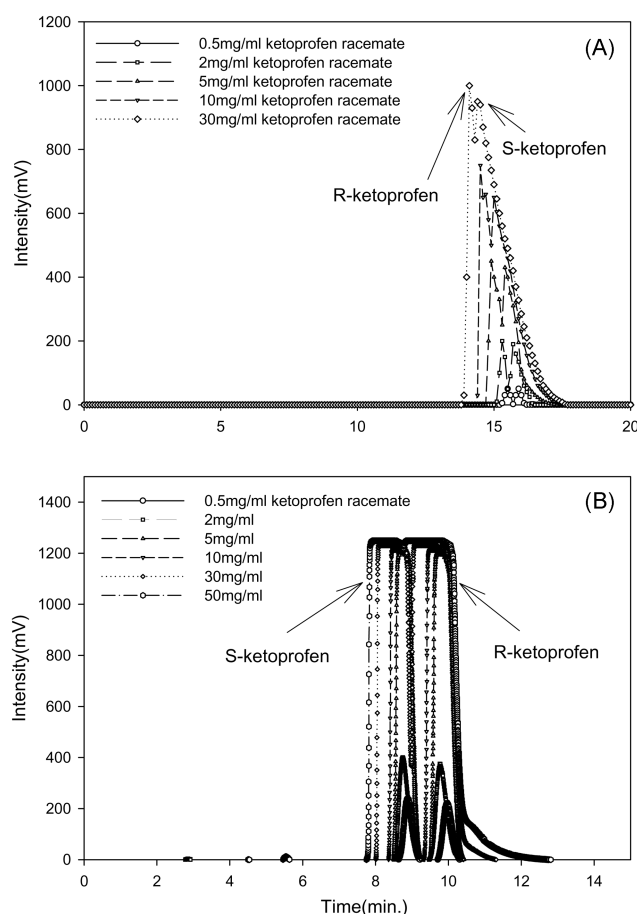 (A)
1200
1000
800
600
400
200
0
Intensity(mV)
0.5mg/ml ketoprofen racemate
2mg/ml ketoprofen racemate
5mg/ml ketoprofen racemate
10mg/ml ketoprofen racemate
30mg/ml ketoprofen racemate
S-ketoprofen
R-ketoprofen
0 5 10 15 20
(B)
1400
1200
1000
800
600
400
200
0
Intensity(mV)
0.5mg/ml ketoprofen racemate
2mg/ml
5mg/ml
10mg/ml
30mg/ml
50mg/ml
S-ketoprofen
R-ketoprofen
0 2 4 6 8 10 12 14
Time(min.)